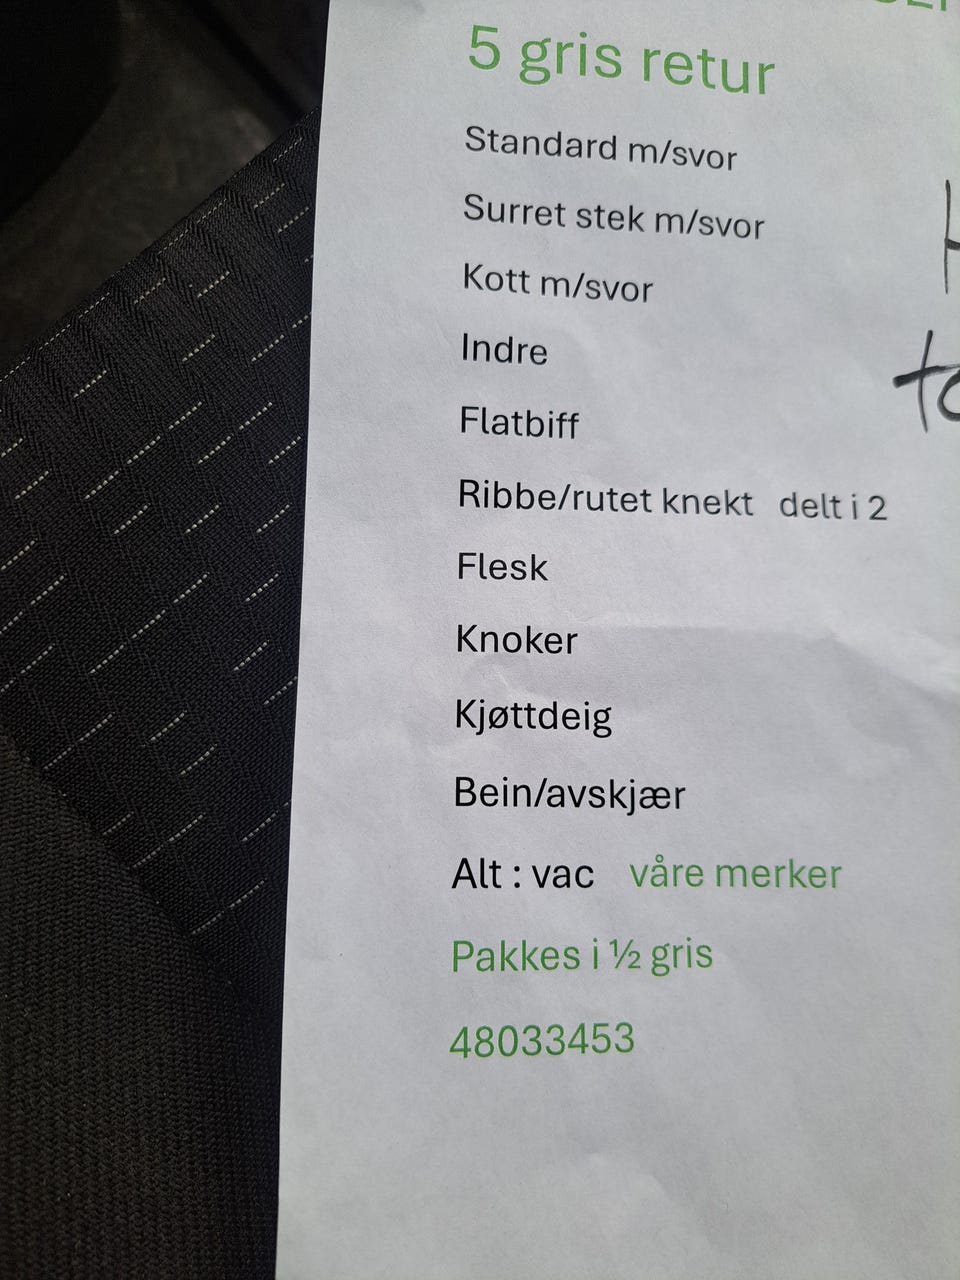 5 gris retur
Standard m/svor
Surret stek m/svor
Kott m/svor
Indre
Flatbiff
Ribbe/rutet knekt delt i 2
Flesk
Knoker
Kjøttdeig
Bein/avskjær
Alt : vac våre merker
Pakkes i ½ gris
48033453